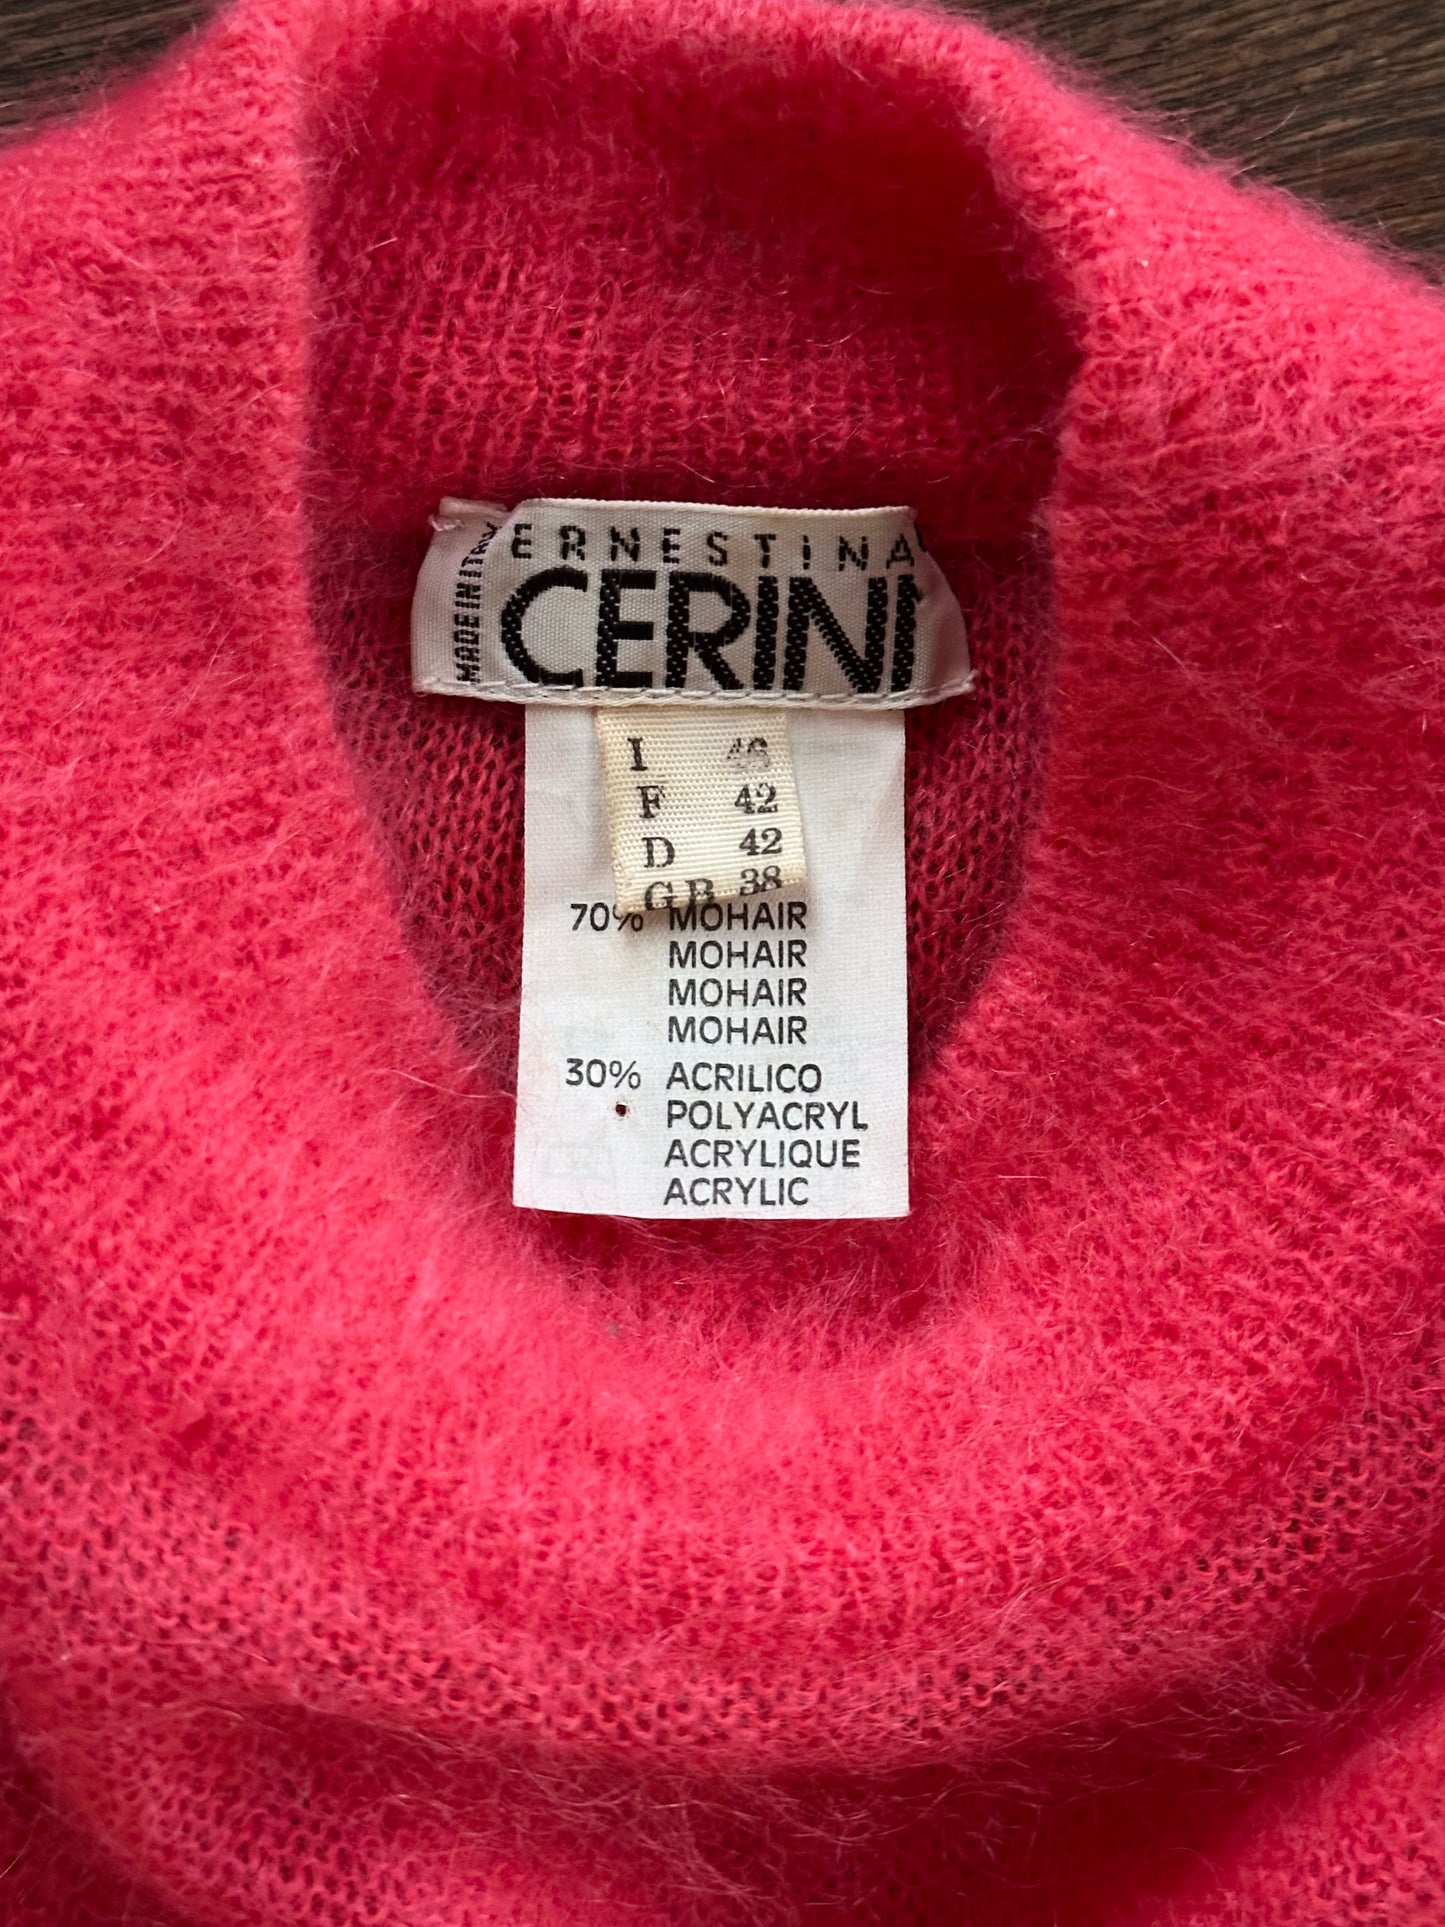 MADE IN ITALY
ERNESTINA
CERINI
I 46
F 42
D 42
GB 38
70% MOHAIR
MOHAIR
MOHAIR
MOHAIR
30% ACRILICO
POLYACRYL
ACRYLIQUE
ACRYLIC